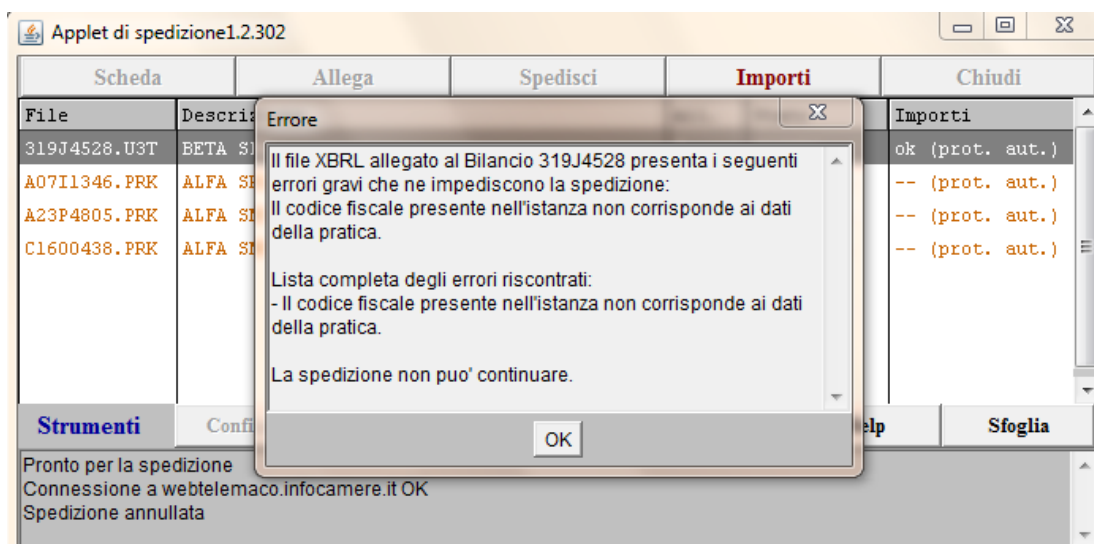 Applet di spedizione1.2.302
Scheda Allega Spedisci Importi Chiudi
File Importi
319J4528.U3T BETA ok (prot. aut.)
A07I1346.PRK ALFA -- (prot. aut.)
A23P4805.PRK ALFA -- (prot. aut.)
C1600438.PRK ALFA -- (prot. aut.)
Errore
Il file XBRL allegato al Bilancio 319J4528 presenta i seguenti
errori gravi che ne impediscono la spedizione:
Il codice fiscale presente nell'istanza non corrisponde ai dati
della pratica.
Lista completa degli errori riscontrati:
- Il codice fiscale presente nell'istanza non corrisponde ai dati
della pratica.
La spedizione non puo' continuare.
OK
Strumenti Sfoglia
Pronto per la spedizione
Connessione a webtelemaco.infocamere.it OK
Spedizione annullata